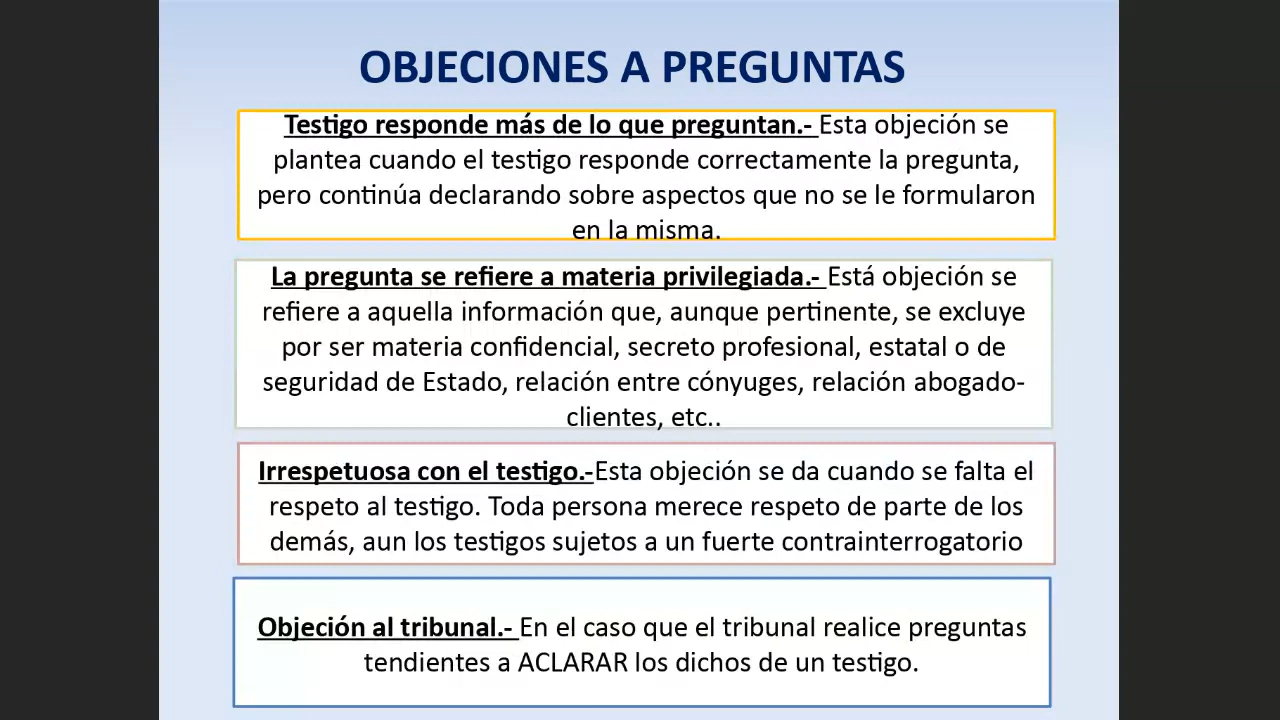 OBJECIONES A PREGUNTAS
Testigo responde más de lo que preguntan.- Esta objeción se
plantea cuando el testigo responde correctamente la pregunta,
pero continúa declarando sobre aspectos que no se le formularon
en la misma.
La pregunta se refiere a materia privilegiada.- Está objeción se
refiere a aquella información que, aunque pertinente, se excluye
por ser materia confidencial, secreto profesional, estatal o de
seguridad de Estado, relación entre cónyuges, relación abogado-
clientes, etc..
Irrespetuosa con el testigo.-Esta objeción se da cuando se falta el
respeto al testigo. Toda persona merece respeto de parte de los
demás, aun los testigos sujetos a un fuerte contrainterrogatorio
Objeción al tribunal.- En el caso que el tribunal realice preguntas
tendientes a ACLARAR los dichos de un testigo.